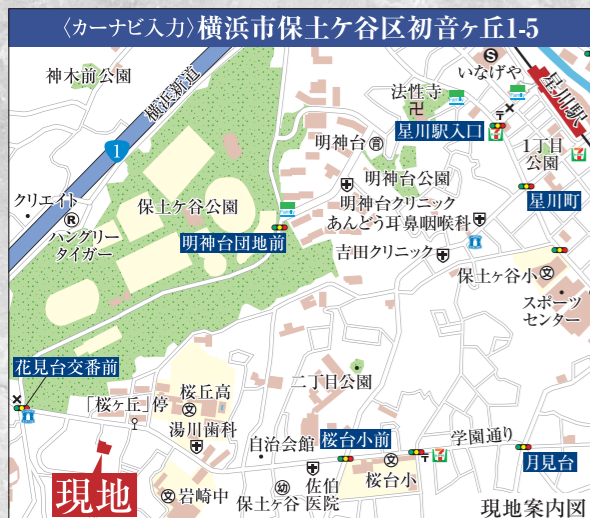 〈カーナビ入力〉横浜市保土ケ谷区初音ヶ丘1-5
神木前公園
横浜新道
1
クリエイト
R
ハングリー
タイガー
保土ケ谷公園
明神台団地前
S
いなげや
法性寺
星川駅
星川駅入口
1丁目
公園
明神台
明神台公園
明神台クリニック
あんどう耳鼻咽喉科
星川町
吉田クリニック
保土ヶ谷小
文
スポーツ
センター
花見台交番前
「桜ヶ丘」停
桜丘高
文
湯川歯科
二丁目公園
自治会館
桜台小前
学園通り
月見台
現地
文
岩崎中
幼
保土ヶ谷
佐伯
医院
文
桜台小
現地案内図